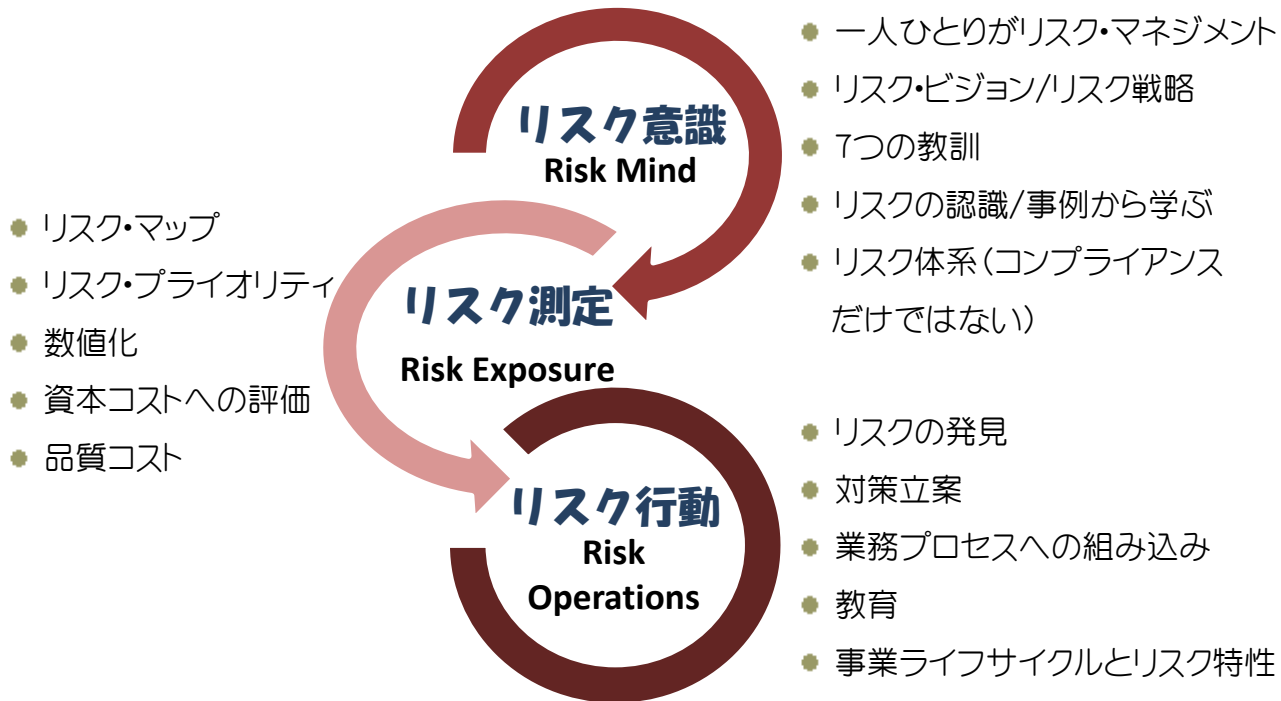 リスク意識
Risk Mind
一人ひとりがリスク・マネジメント
リスク・ビジョン/リスク戦略
7つの教訓
リスクの認識/事例から学ぶ
リスク体系(コンプライアンス
だけではない)
リスク測定
Risk Exposure
リスク・マップ
リスク・プライオリティ
数値化
資本コストへの評価
品質コスト
リスク行動
Risk
Operations
リスクの発見
対策立案
業務プロセスへの組み込み
教育
事業ライフサイクルとリスク特性